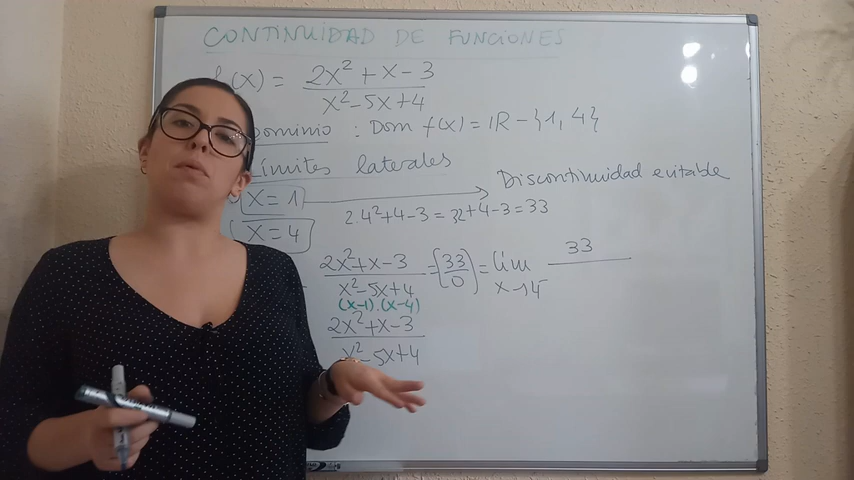 CONTINUIDAD DE FUNCIONES
f(x) = 2x² + x - 3 / x² - 5x + 4
Dominio : Dom f(x) = IR - {1, 4}
Límites laterales
x = 1 → Discontinuidad evitable
x = 4 2·4² + 4 - 3 = 32 + 4 - 3 = 33
2x² + x - 3 / x² - 5x + 4 = (33/0) = lím x→4⁻ 33 /
(x-1)·(x-4)
2x² + x - 3 / x² - 5x + 4